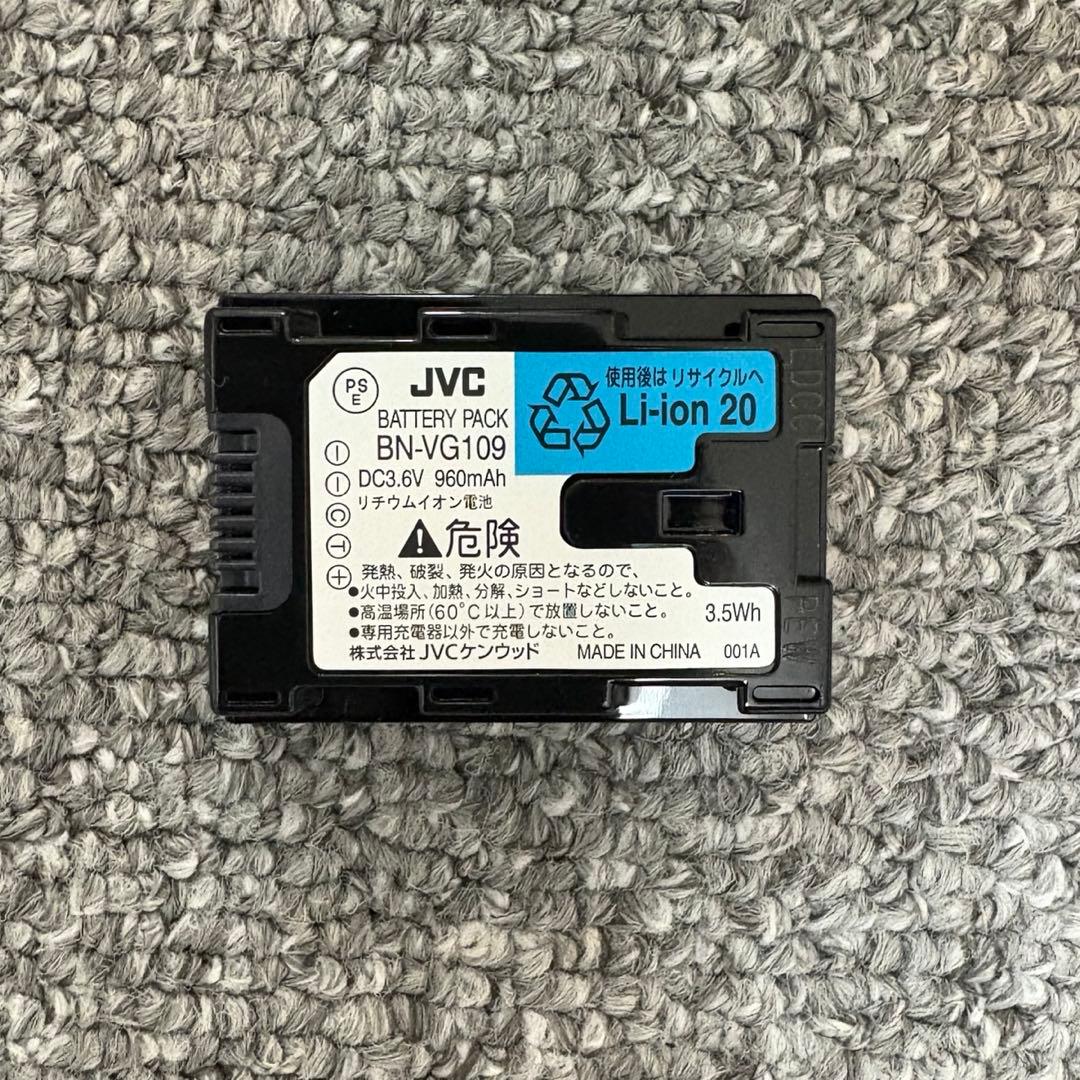 PS
E
JVC
BATTERY PACK
BN-VG109
DC3.6V 960mAh
リチウムイオン電池
使用後はリサイクルへ
Li-ion 20
⚠危険
発熱、破裂、発火の原因となるので、
●火中投入、加熱、分解、ショートなどしないこと。
●高温場所(60°C以上)で放置しないこと。
●専用充電器以外で充電しないこと。
3.5Wh
株式会社 JVCケンウッド MADE IN CHINA 001A